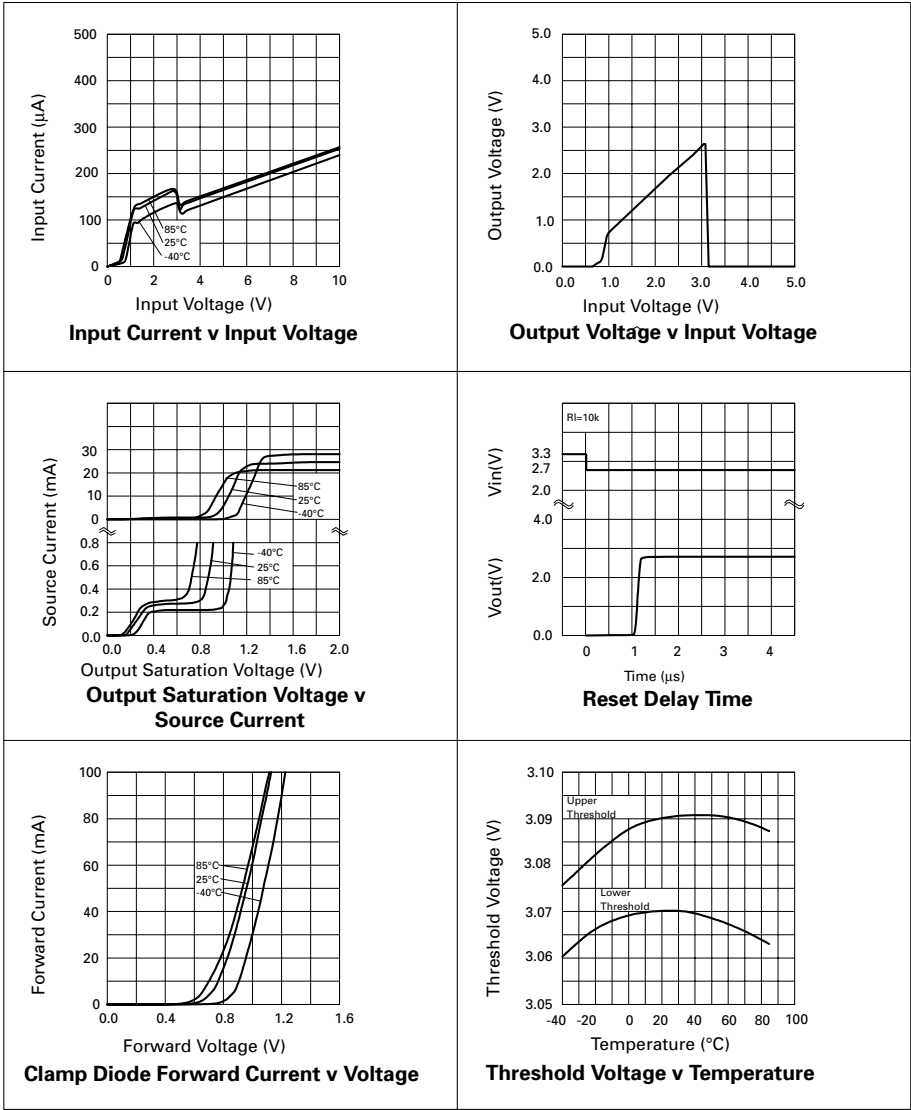 500
400
300
200
100
0
Input Current (μA)
85°C
25°C
-40°C
0 2 4 6 8 10
Input Voltage (V)
Input Current v Input Voltage
5.0
4.0
3.0
2.0
1.0
0.0
Output Voltage (V)
0.0 1.0 2.0 3.0 4.0 5.0
Input Voltage (V)
Output Voltage v Input Voltage
30
20
10
0
0.8
0.6
0.4
0.2
0.0
Source Current (mA)
85°C
25°C
-40°C
-40°C
25°C
85°C
0.0 0.4 0.8 1.2 1.6 2.0
Output Saturation Voltage (V)
Output Saturation Voltage v
Source Current
Rl=10k
3.3
2.7
2.0
4.0
2.0
0.0
Vin(V)
Vout(V)
0 1 2 3 4
Time (μs)
Reset Delay Time
100
80
60
40
20
0
Forward Current (mA)
85°C
25°C
-40°C
0.0 0.4 0.8 1.2 1.6
Forward Voltage (V)
Clamp Diode Forward Current v Voltage
3.10
3.09
3.08
3.07
3.06
3.05
Threshold Voltage (V)
Upper
Threshold
Lower
Threshold
-40 -20 0 20 40 60 80 100
Temperature (°C)
Threshold Voltage v Temperature